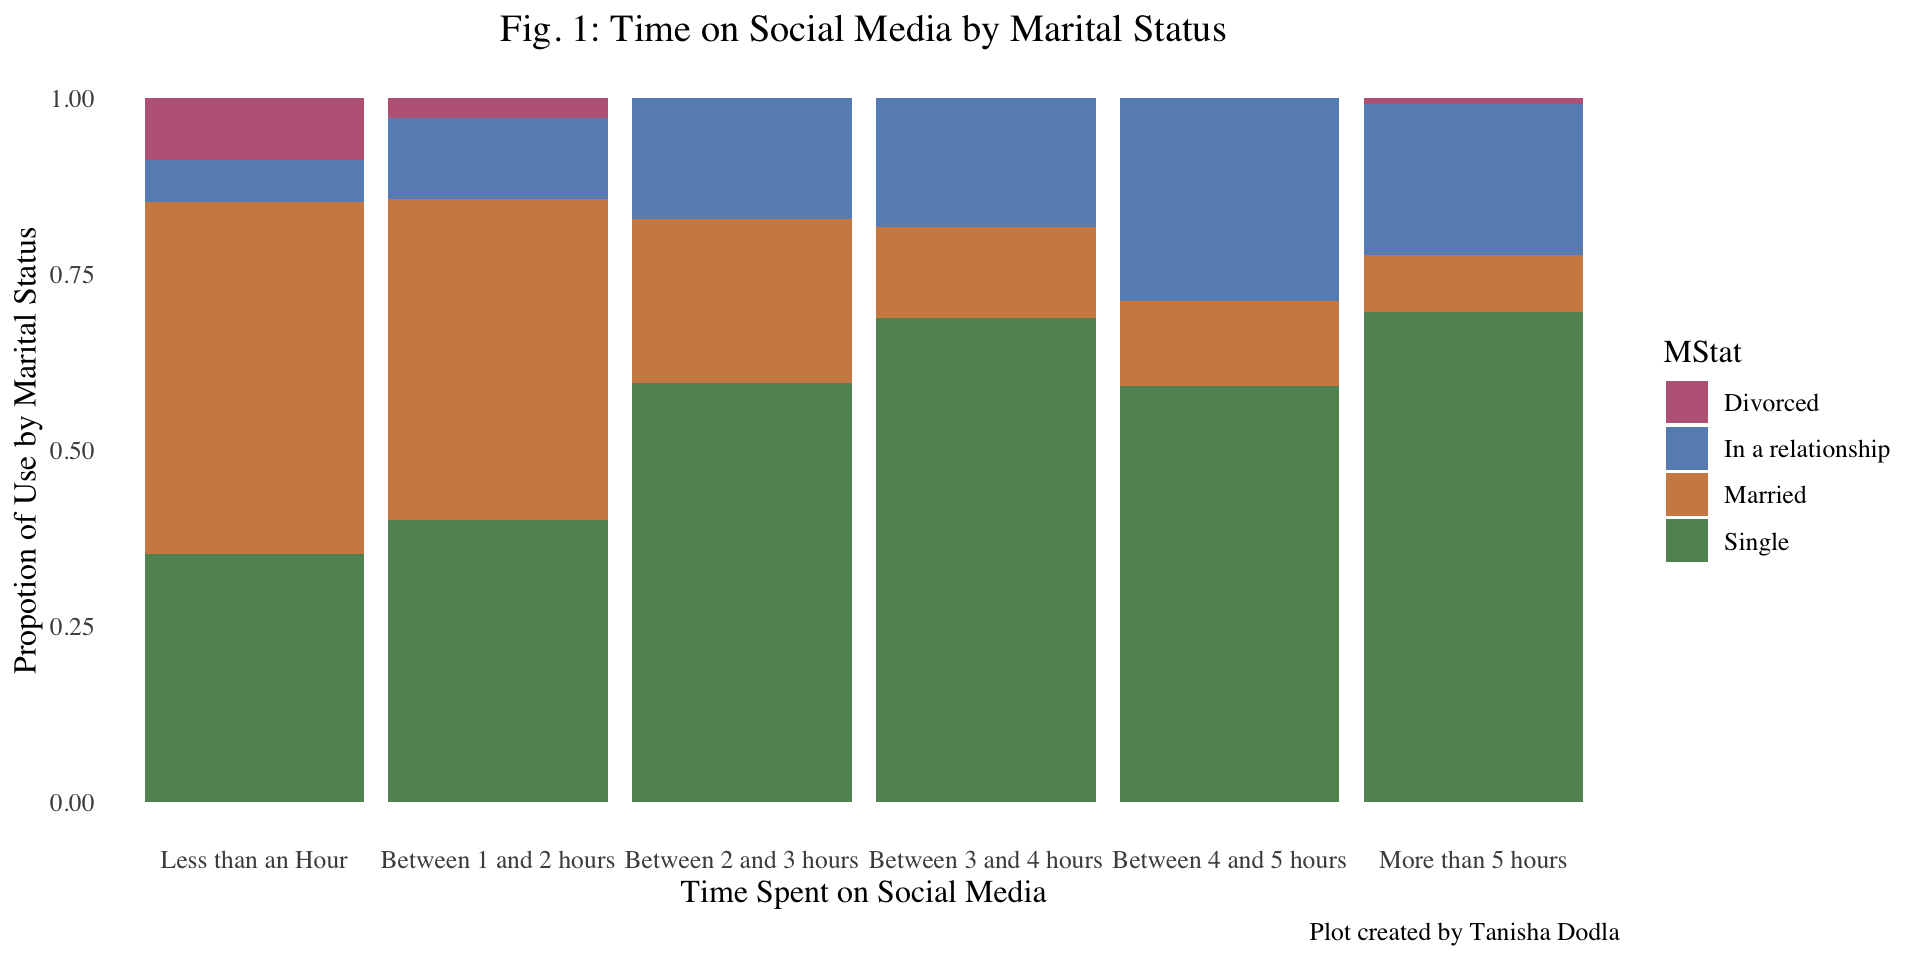 Fig. 1: Time on Social Media by Marital Status
Propotion of Use by Marital Status
1.00
0.75
0.50
0.25
0.00
Less than an Hour
Between 1 and 2 hours
Between 2 and 3 hours
Between 3 and 4 hours
Between 4 and 5 hours
More than 5 hours
Time Spent on Social Media
MStat
Divorced
In a relationship
Married
Single
Plot created by Tanisha Dodla